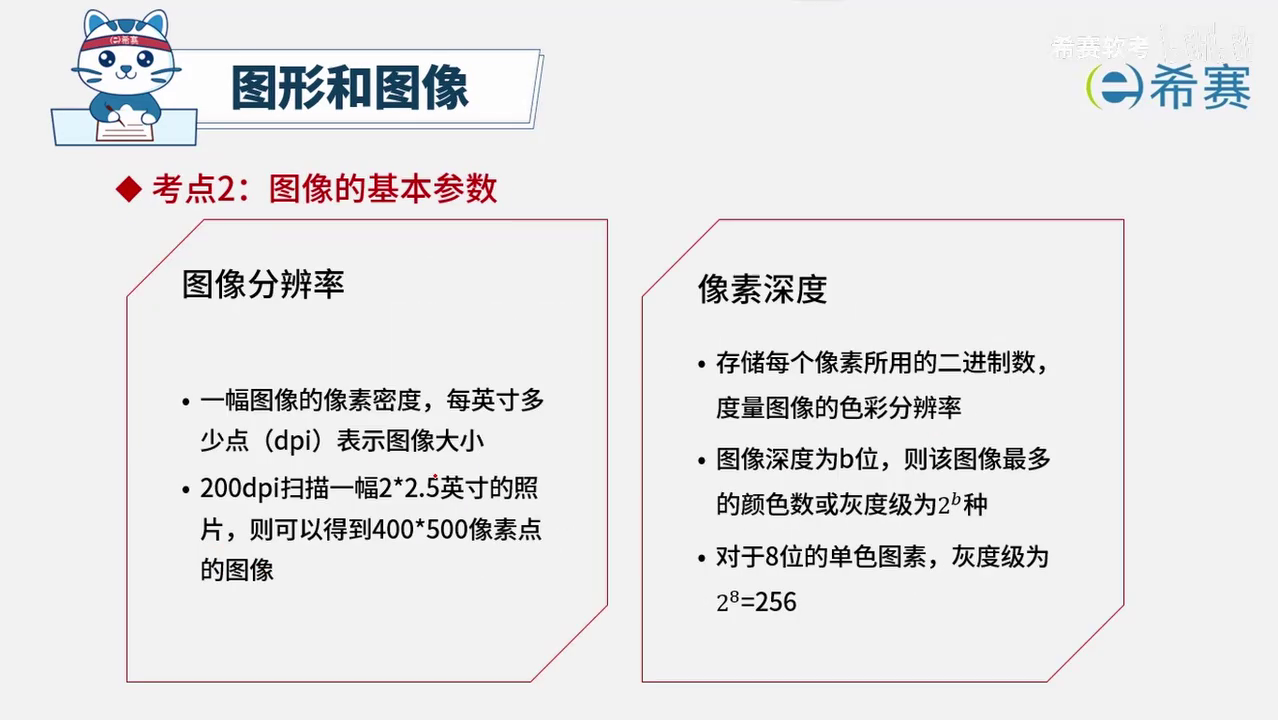 希赛
图形和图像
希赛软考
希赛
◆ 考点2：图像的基本参数
图像分辨率
• 一幅图像的像素密度，每英寸多
少点（dpi）表示图像大小
• 200dpi扫描一幅2*2.5英寸的照
片，则可以得到400*500像素点
的图像
像素深度
• 存储每个像素所用的二进制数，
度量图像的色彩分辨率
• 图像深度为b位，则该图像最多
的颜色数或灰度级为2ᵇ种
• 对于8位的单色图素，灰度级为
2⁸=256